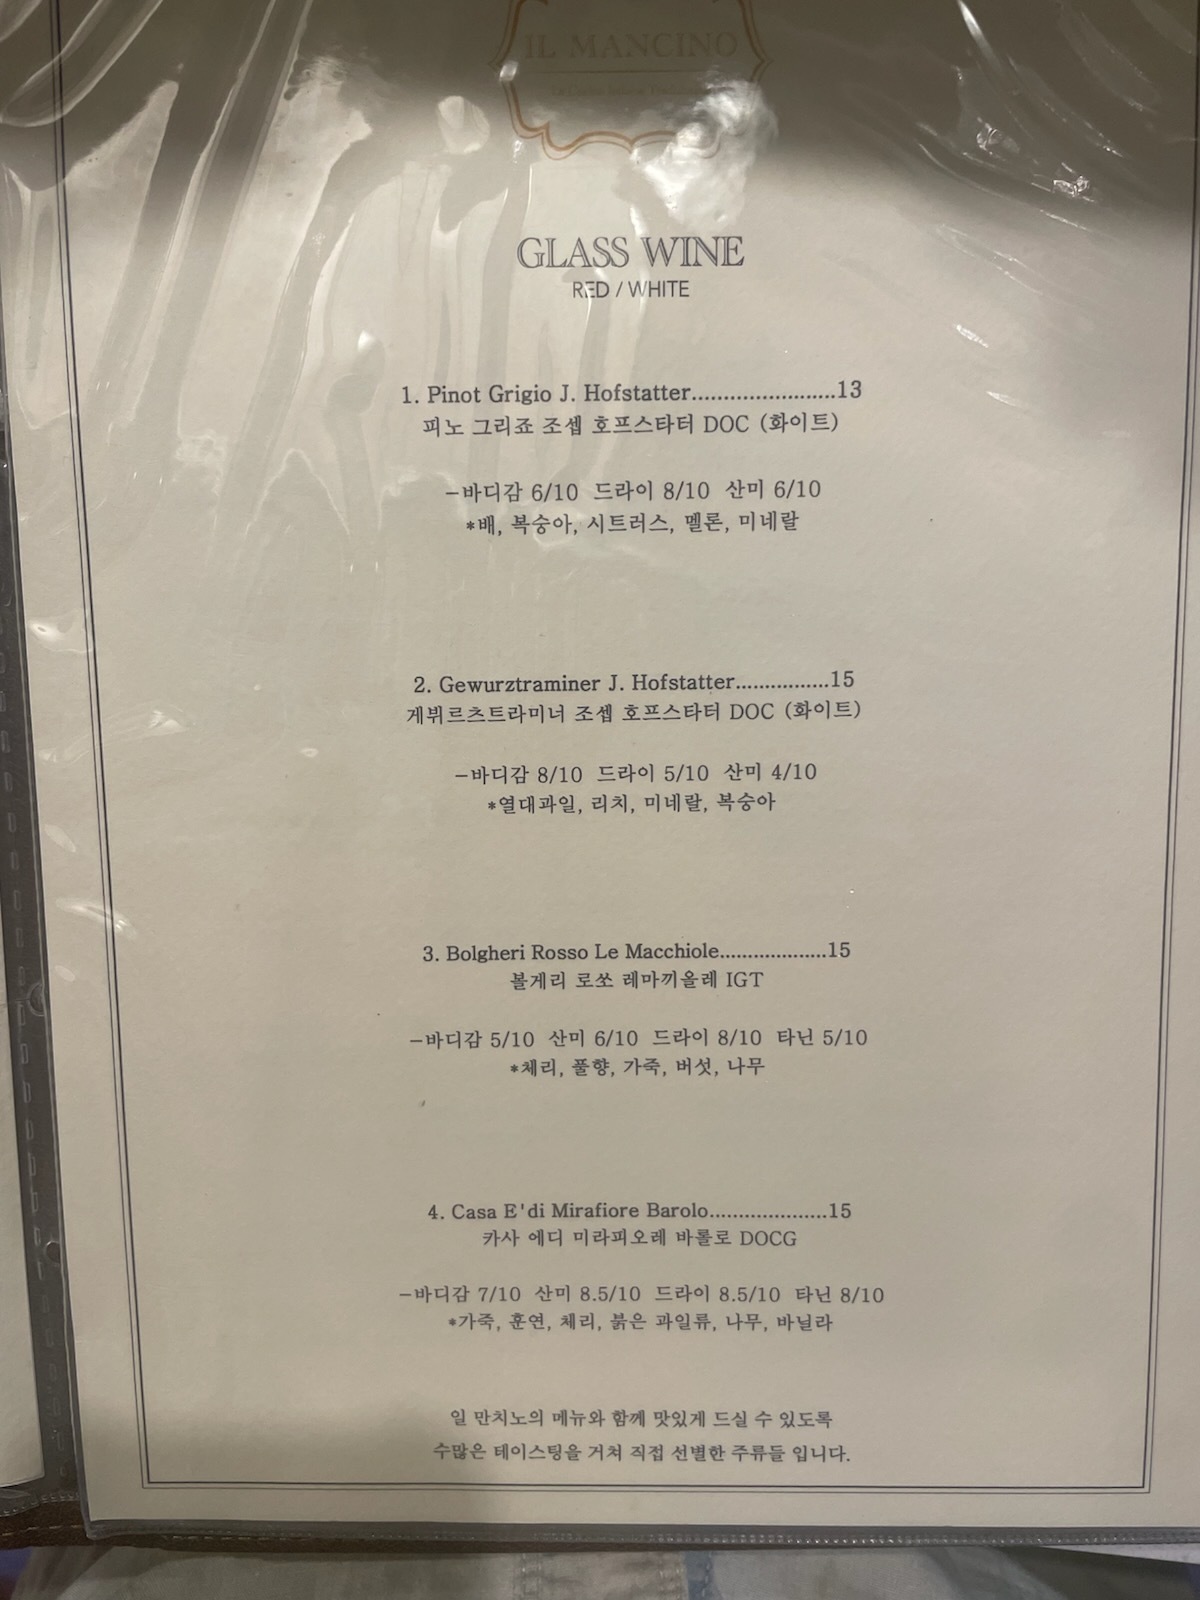 IL MANCINO
GLASS WINE
RED / WHITE
1. Pinot Grigio J. Hofstatter............................13
피노 그리죠 조셉 호프스타터 DOC (화이트)
-바디감 6/10 드라이 8/10 산미 6/10
*배, 복숭아, 시트러스, 멜론, 미네랄
2. Gewurztraminer J. Hofstatter................15
게뷔르츠트라미너 조셉 호프스타터 DOC (화이트)
-바디감 8/10 드라이 5/10 산미 4/10
*열대과일, 리치, 미네랄, 복숭아
3. Bolgheri Rosso Le Macchiole...................15
볼게리 로쏘 레마끼올레 IGT
-바디감 5/10 산미 6/10 드라이 8/10 타닌 5/10
*체리, 풀향, 가죽, 버섯, 나무
4. Casa E'di Mirafiore Barolo......................15
카사 에디 미라피오레 바롤로 DOCG
-바디감 7/10 산미 8.5/10 드라이 8.5/10 타닌 8/10
*가죽, 훈연, 체리, 붉은 과일류, 나무, 바닐라
일 만치노의 메뉴와 함께 맛있게 드실 수 있도록
수많은 테이스팅을 거쳐 직접 선별한 주류들 입니다.